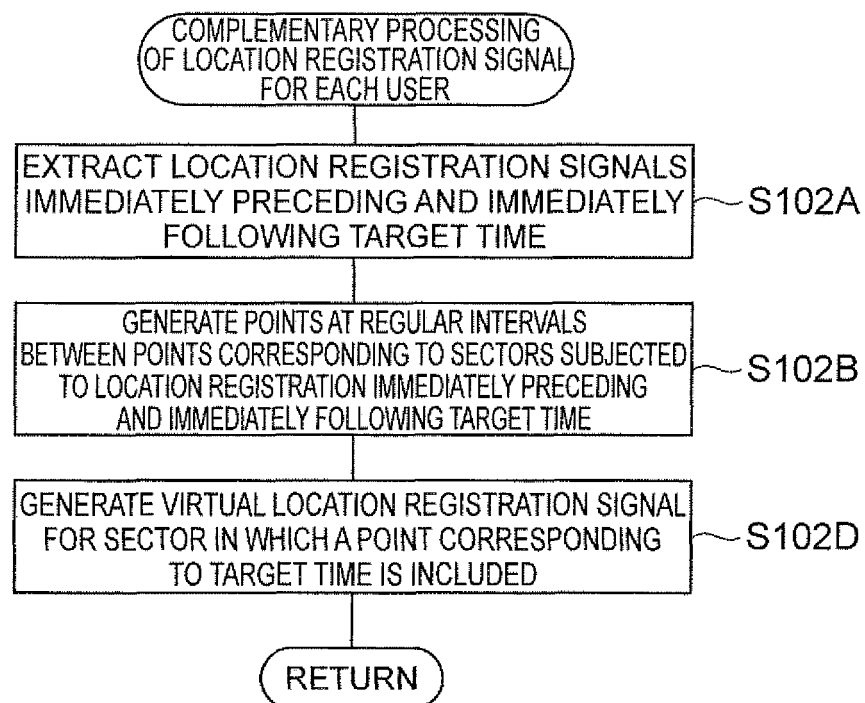 COMPLEMENTARY PROCESSING
OF LOCATION REGISTRATION SIGNAL
FOR EACH USER
EXTRACT LOCATION REGISTRATION SIGNALS
IMMEDIATELY PRECEDING AND IMMEDIATELY
FOLLOWING TARGET TIME
S102A
GENERATE POINTS AT REGULAR INTERVALS
BETWEEN POINTS CORRESPONDING TO SECTORS SUBJECTED
TO LOCATION REGISTRATION IMMEDIATELY PRECEDING
AND IMMEDIATELY FOLLOWING TARGET TIME
S102B
GENERATE VIRTUAL LOCATION REGISTRATION SIGNAL
FOR SECTOR IN WHICH A POINT CORRESPONDING
TO TARGET TIME IS INCLUDED
S102D
RETURN